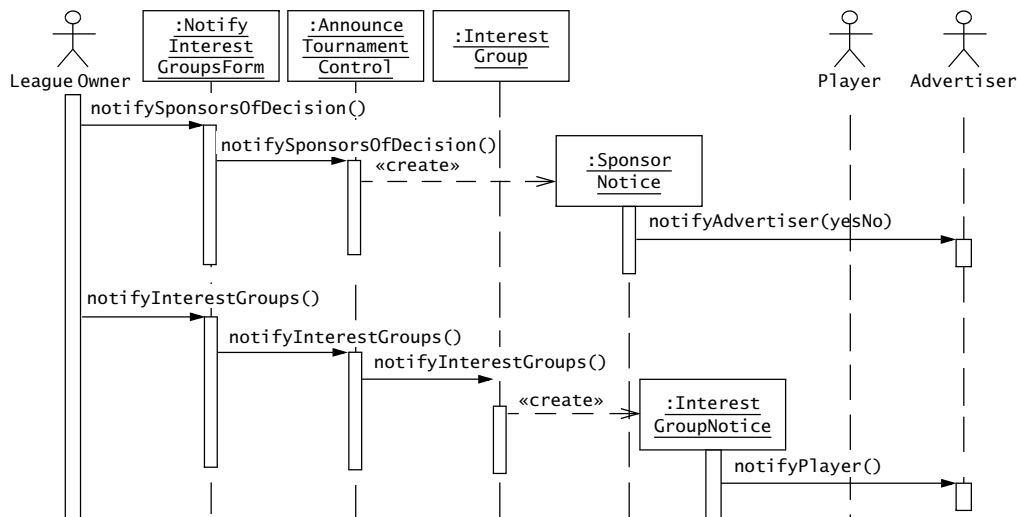 :Notify
Interest
GroupsForm
:Announce
Tournament
Control
:Interest
Group
League Owner
Player
Advertiser
notifySponsorsOfDecision()
notifySponsorsOfDecision()
«create»
:Sponsor
Notice
notifyAdvertiser(yesNo)
notifyInterestGroups()
notifyInterestGroups()
notifyInterestGroups()
«create»
:Interest
GroupNotice
notifyPlayer()